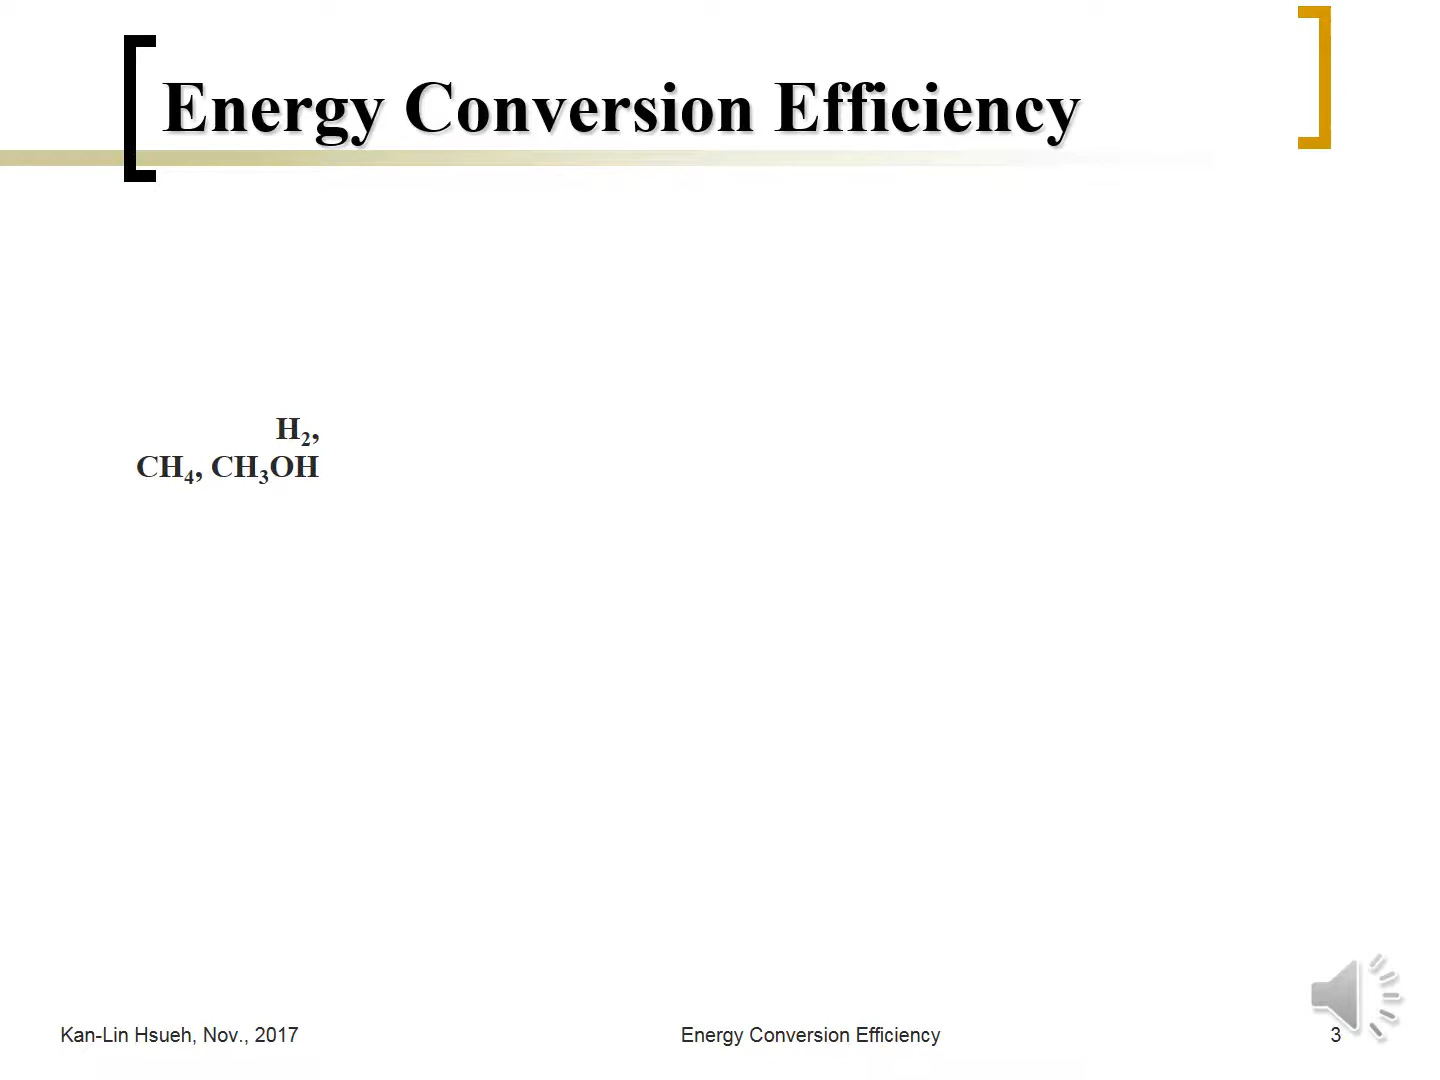 Energy Conversion Efficiency
H₂,
CH₄, CH₃OH
Kan-Lin Hsueh, Nov., 2017
Energy Conversion Efficiency
3